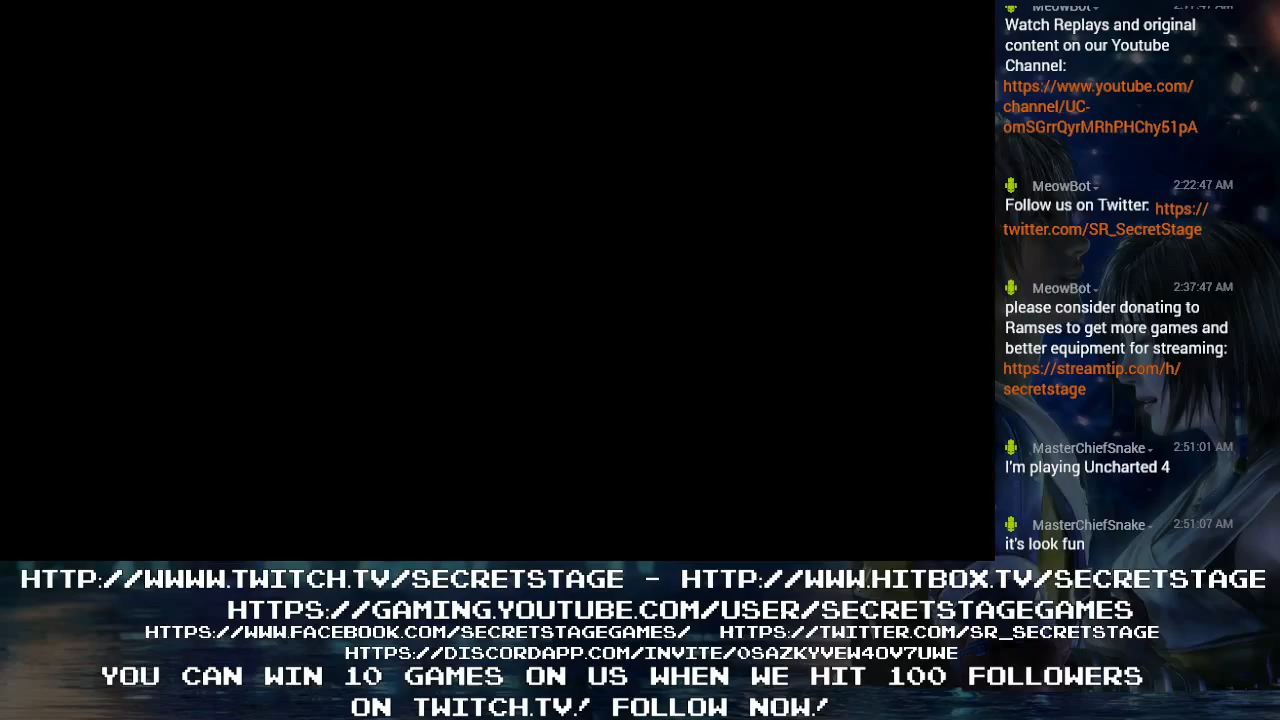 MeowBot
Watch Replays and original
content on our Youtube
Channel:
https://www.youtube.com/
channel/UC-
omSGrrQyrMRhPHChy51pA
MeowBot 2:22:47 AM
Follow us on Twitter: https://
twitter.com/SR_SecretStage
MeowBot 2:37:47 AM
please consider donating to
Ramses to get more games and
better equipment for streaming:
https://streamtip.com/h/
secretstage
MasterChiefSnake 2:51:01 AM
I'm playing Uncharted 4
MasterChiefSnake 2:51:07 AM
it's look fun
HTTP://WWWW.TWITCH.TV/SECRETSTAGE - HTTP://WWW.HITBOX.TV/SECRETSTAGE
HTTPS://GAMING.YOUTUBE.COM/USER/SECRETSTAGEGAMES
HTTPS://WWW.FACEBOOK.COM/SECRETSTAGEGAMES/ HTTPS://TWITTER.COM/SR_SECRETSTAGE
HTTPS://DISCORDAPP.COM/INVITE/0SAZKYVEW4OV7UWE
YOU CAN WIN 10 GAMES ON US WHEN WE HIT 100 FOLLOWERS
ON TWITCH.TV! FOLLOW NOW!